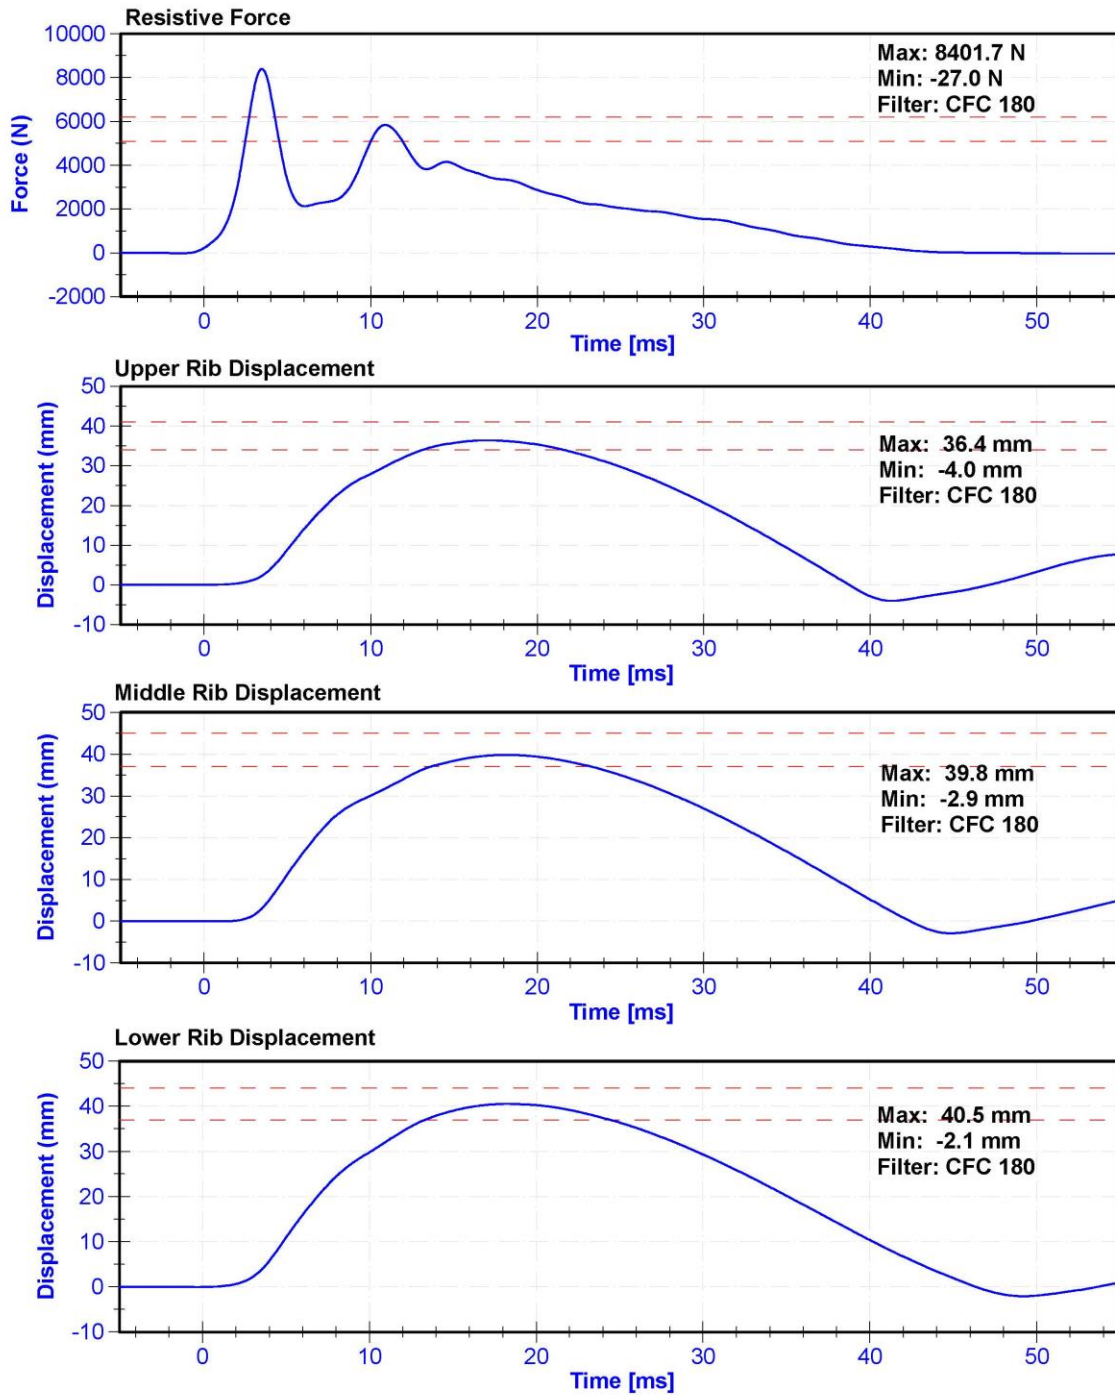 Resistive Force
10000
8000
6000
4000
2000
0
-2000
Force (N)
Max: 8401.7 N
Min: -27.0 N
Filter: CFC 180
0 10 20 30 40 50
Time [ms]
Upper Rib Displacement
50
40
30
20
10
0
-10
Displacement (mm)
Max: 36.4 mm
Min: -4.0 mm
Filter: CFC 180
0 10 20 30 40 50
Time [ms]
Middle Rib Displacement
50
40
30
20
10
0
-10
Displacement (mm)
Max: 39.8 mm
Min: -2.9 mm
Filter: CFC 180
0 10 20 30 40 50
Time [ms]
Lower Rib Displacement
50
40
30
20
10
0
-10
Displacement (mm)
Max: 40.5 mm
Min: -2.1 mm
Filter: CFC 180
0 10 20 30 40 50
Time [ms]